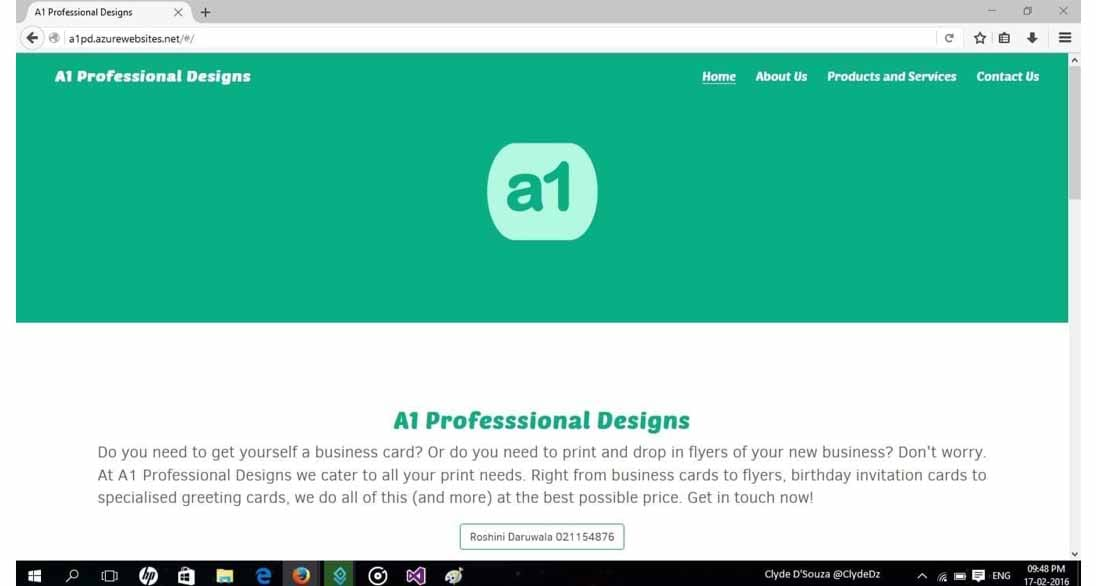 A1 Professional Designs
a1pd.azurewebsites.net/#/
A1 Professional Designs
Home About Us Products and Services Contact Us
a1
A1 Professsional Designs
Do you need to get yourself a business card? Or do you need to print and drop in flyers of your new business? Don't worry.
At A1 Professional Designs we cater to all your print needs. Right from business cards to flyers, birthday invitation cards to
specialised greeting cards, we do all of this (and more) at the best possible price. Get in touch now!
Roshini Daruwala 021154876
hp
Clyde D'Souza @ClydeDz
ENG
09:48 PM
17-02-2016